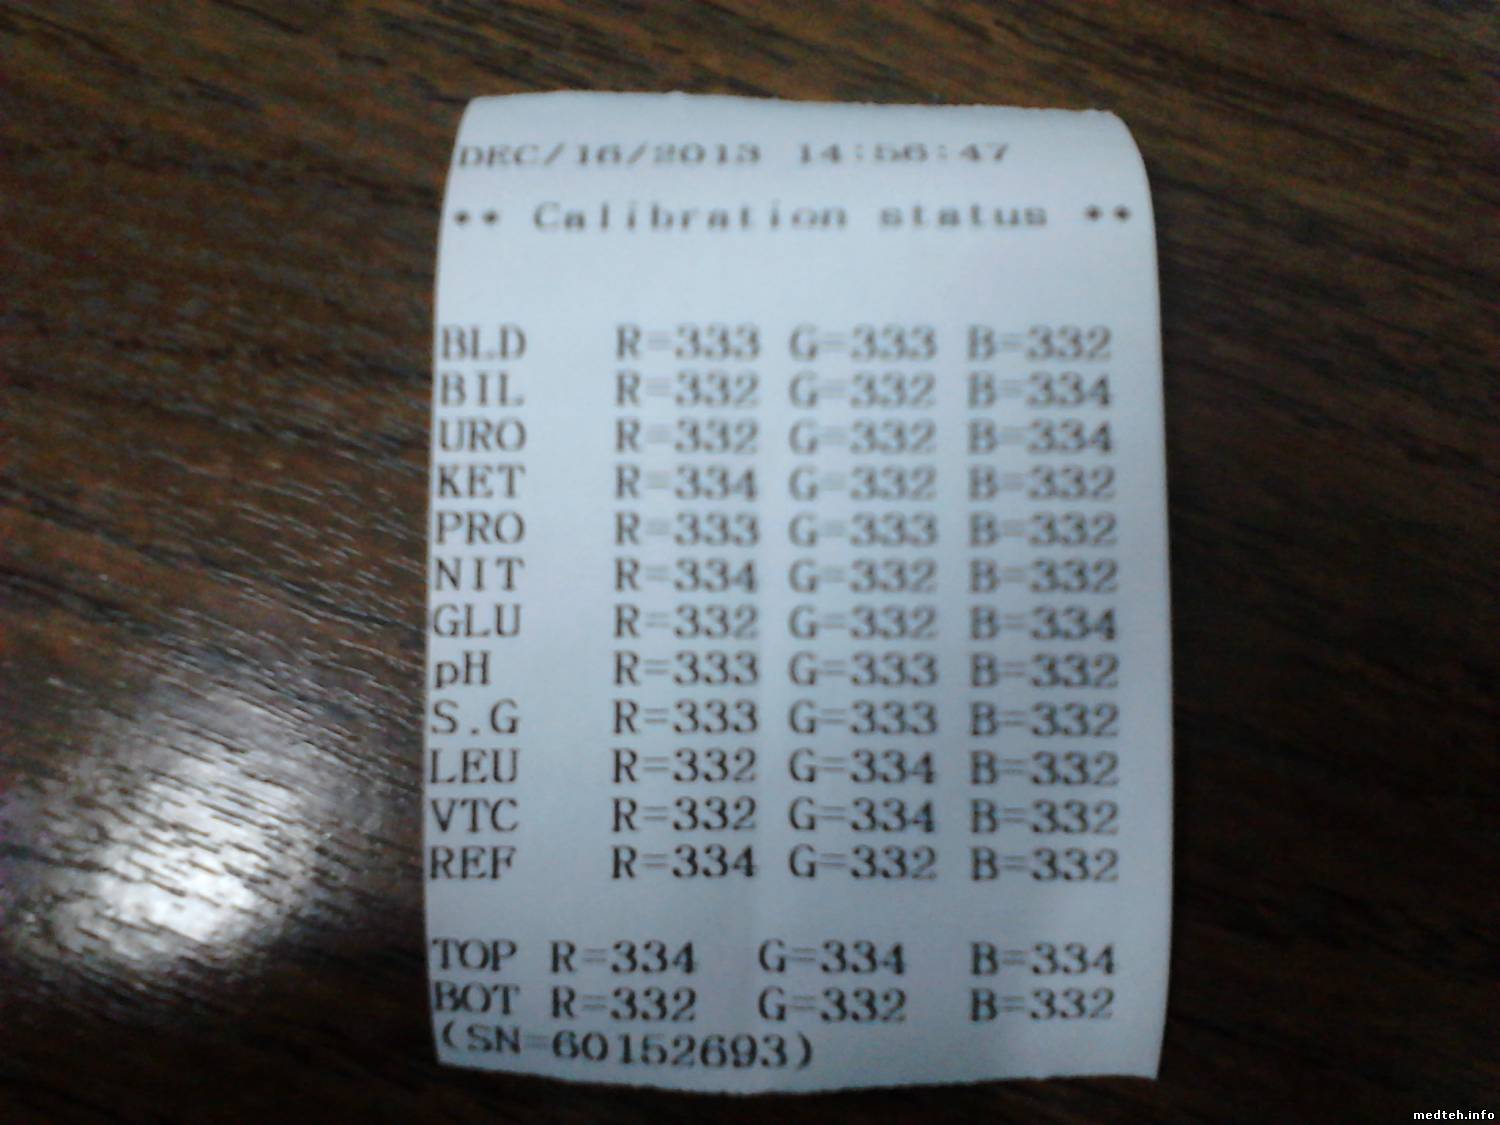 DEC/16/2013 14:56:47
** Calibration status **
BLD R=333 G=333 B=332
BIL R=332 G=332 B=334
URO R=332 G=332 B=334
KET R=334 G=332 B=332
PRO R=333 G=333 B=332
NIT R=334 G=332 B=332
GLU R=332 G=332 B=334
pH R=333 G=333 B=332
S.G R=333 G=333 B=332
LEU R=332 G=334 B=332
VTC R=332 G=334 B=332
REF R=334 G=332 B=332
TOP R=334 G=334 B=334
BOT R=332 G=332 B=332
(SN=60152693)
medteh.info